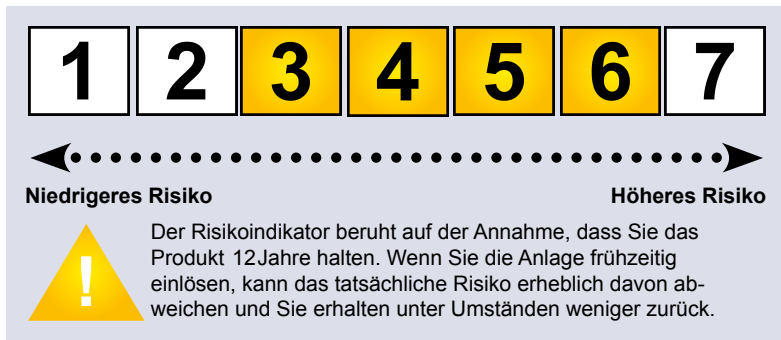 1 2 3 4 5 6 7
Niedrigeres Risiko Höheres Risiko
Der Risikoindikator beruht auf der Annahme, dass Sie das
Produkt 12Jahre halten. Wenn Sie die Anlage frühzeitig
einlösen, kann das tatsächliche Risiko erheblich davon ab-
weichen und Sie erhalten unter Umständen weniger zurück.
!